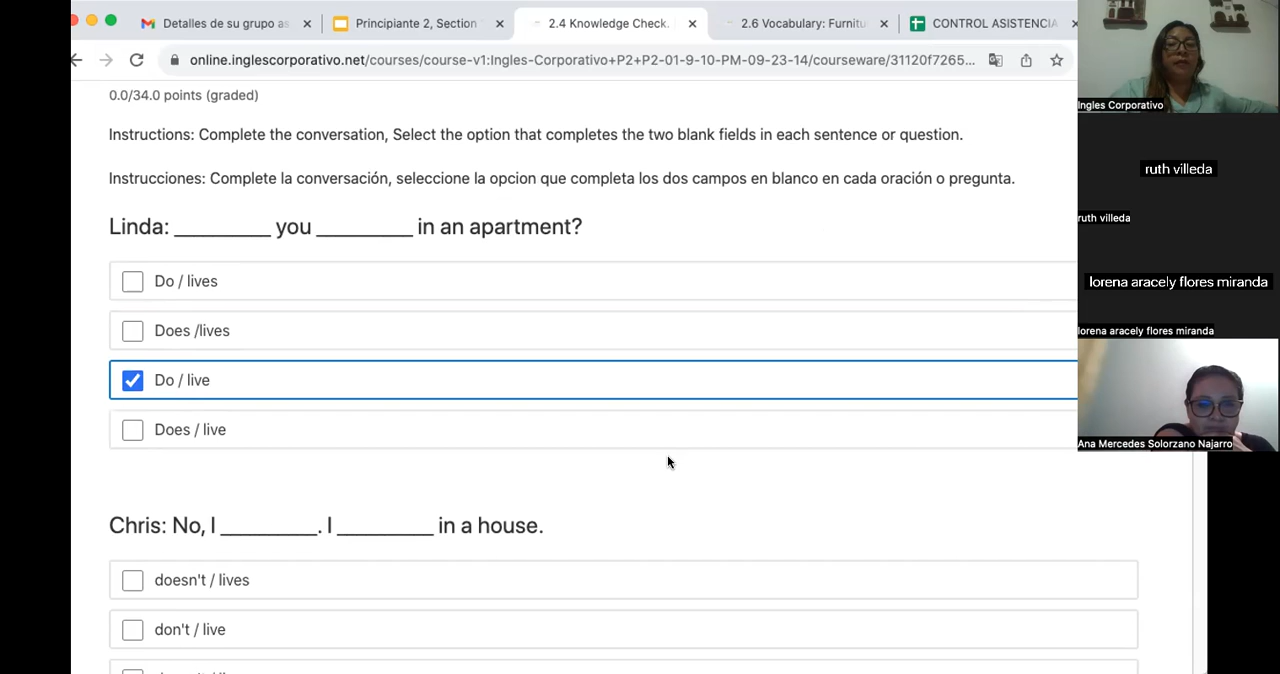 Detalles de su grupo as
Principiante 2, Section
2.4 Knowledge Check.
2.6 Vocabulary: Furnitu
CONTROL ASISTENCIA
online.inglescorporativo.net/courses/course-v1:Ingles-Corporativo+P2+P2-01-9-10-PM-09-23-14/courseware/31120f7265...
0.0/34.0 points (graded)
Instructions: Complete the conversation, Select the option that completes the two blank fields in each sentence or question.
Instrucciones: Complete la conversación, seleccione la opcion que completa los dos campos en blanco en cada oración o pregunta.
Linda: _________ you _________ in an apartment?
Do / lives
Does /lives
Do / live
Does / live
Chris: No, I _________. I _________ in a house.
doesn't / lives
don't / live
Ingles Corporativo
ruth villeda
ruth villeda
lorena aracely flores miranda
lorena aracely flores miranda
Ana Mercedes Solorzano Najarro